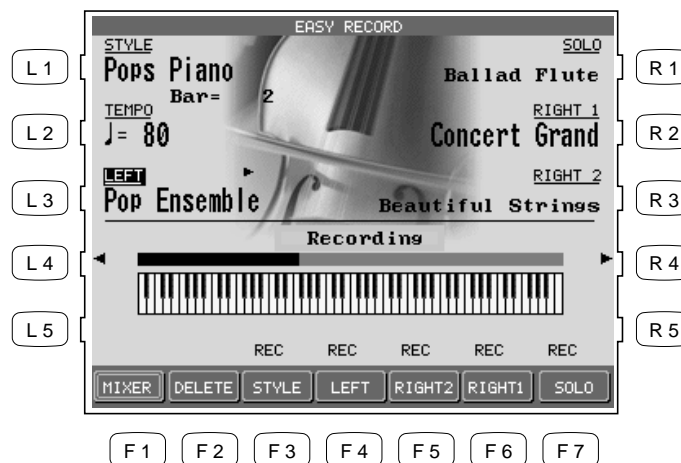 EASY RECORD
L 1
STYLE
SOLO
R 1
Pops Piano
Ballad Flute
Bar= 2
L 2
TEMPO
RIGHT 1
R 2
♩= 80
Concert Grand
L 3
LEFT
RIGHT 2
R 3
Pop Ensemble
Beautiful Strings
Recording
L 4
R 4
L 5
R 5
REC REC REC REC REC
MIXER DELETE STYLE LEFT RIGHT2 RIGHT1 SOLO
F 1 F 2 F 3 F 4 F 5 F 6 F 7